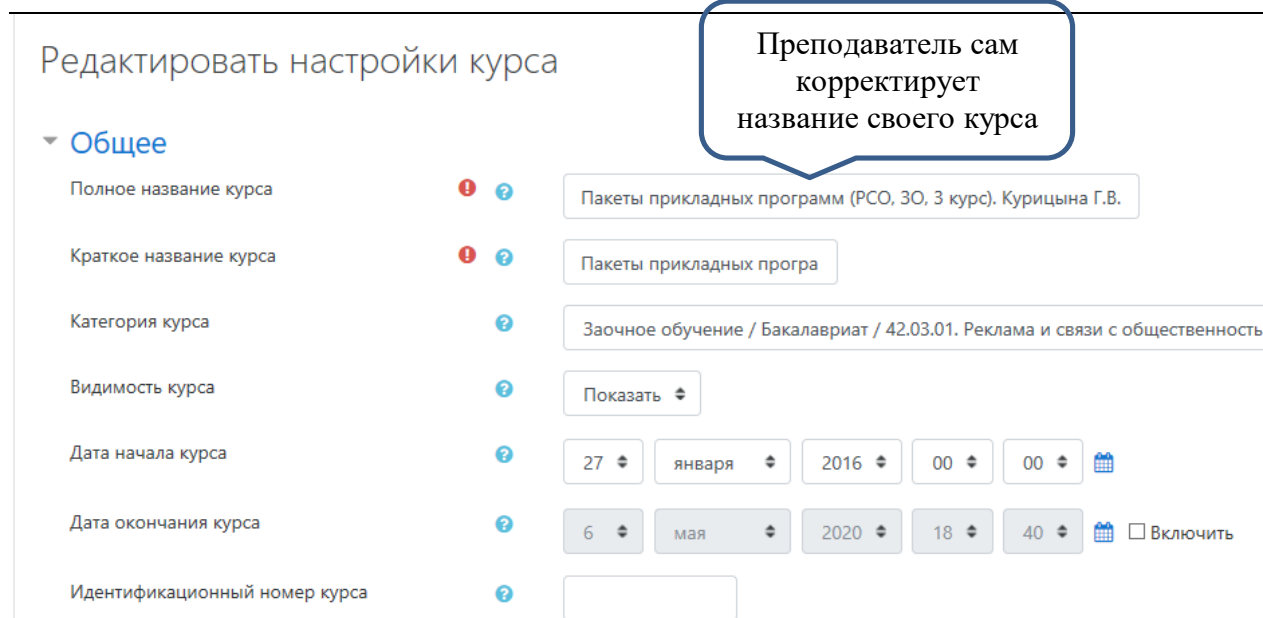 Преподаватель сам
корректирует
название своего курса
Редактировать настройки курса
Общее
Полное название курса
Пакеты прикладных программ (РСО, ЗО, 3 курс). Курицына Г.В.
Краткое название курса
Пакеты прикладных програ
Категория курса
Заочное обучение / Бакалавриат / 42.03.01. Реклама и связи с общественность
Видимость курса
Показать
Дата начала курса
27 января 2016 00 00
Дата окончания курса
6 мая 2020 18 40 Включить
Идентификационный номер курса